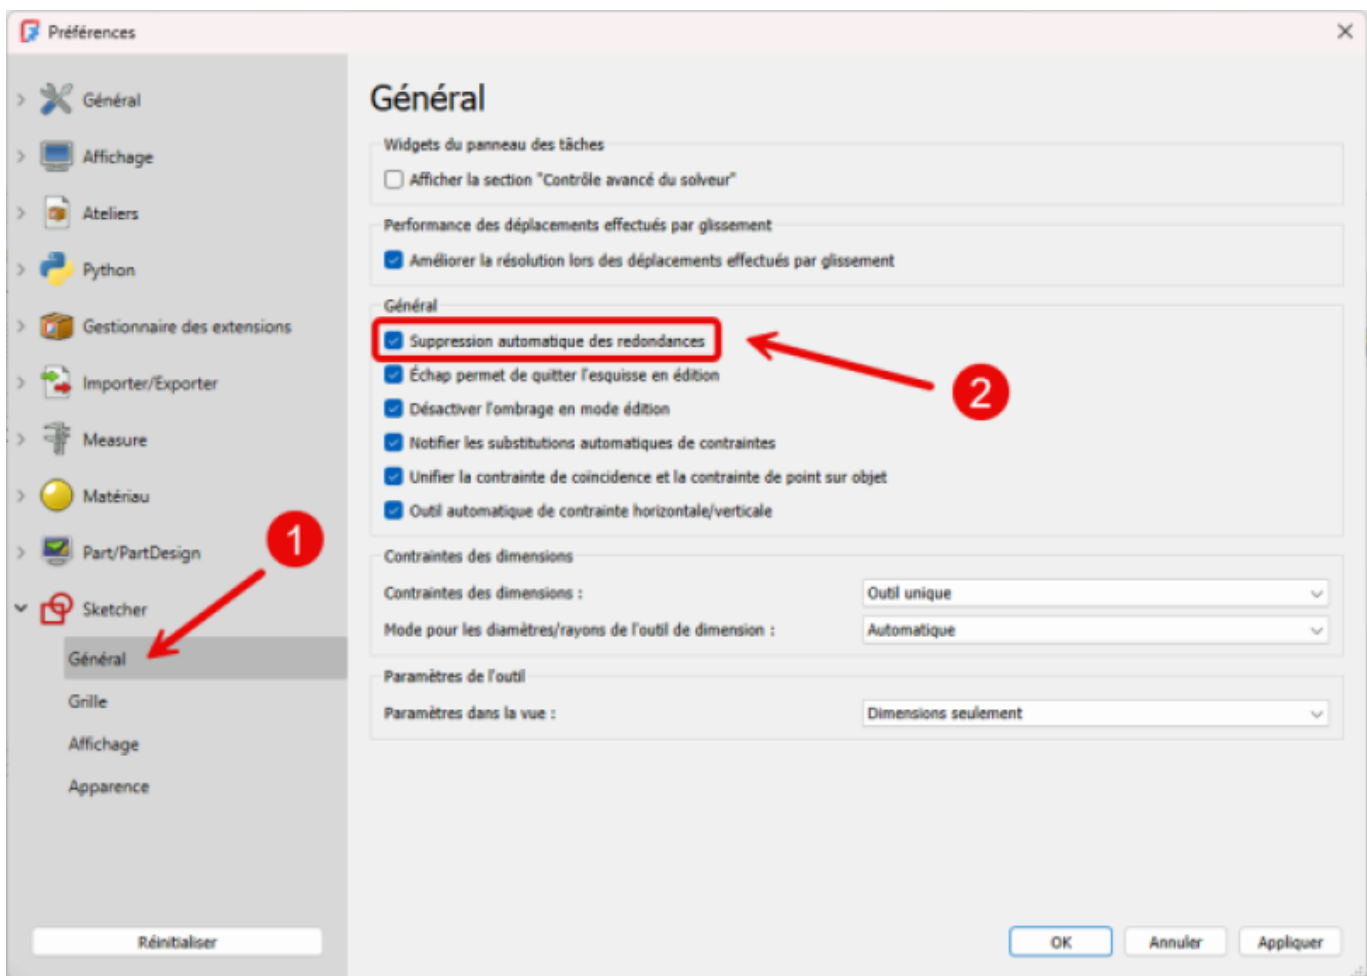 Préférences
Général
Affichage
Ateliers
Python
Gestionnaire des extensions
Importer/Exporter
Measure
Matériau
Part/PartDesign
1
Sketcher
Général
Grille
Affichage
Apparence
Réinitialiser
Général
Widgets du panneau des tâches
Afficher la section "Contrôle avancé du solveur"
Performance des déplacements effectués par glissement
Améliorer la résolution lors des déplacements effectués par glissement
Général
Suppression automatique des redondances
2
Échap permet de quitter l'esquisse en édition
Désactiver l'ombrage en mode édition
Notifier les substitutions automatiques de contraintes
Unifier la contrainte de coïncidence et la contrainte de point sur objet
Outil automatique de contrainte horizontale/verticale
Contraintes des dimensions
Contraintes des dimensions : Outil unique
Mode pour les diamètres/rayons de l'outil de dimension : Automatique
Paramètres de l'outil
Paramètres dans la vue : Dimensions seulement
OK Annuler Appliquer